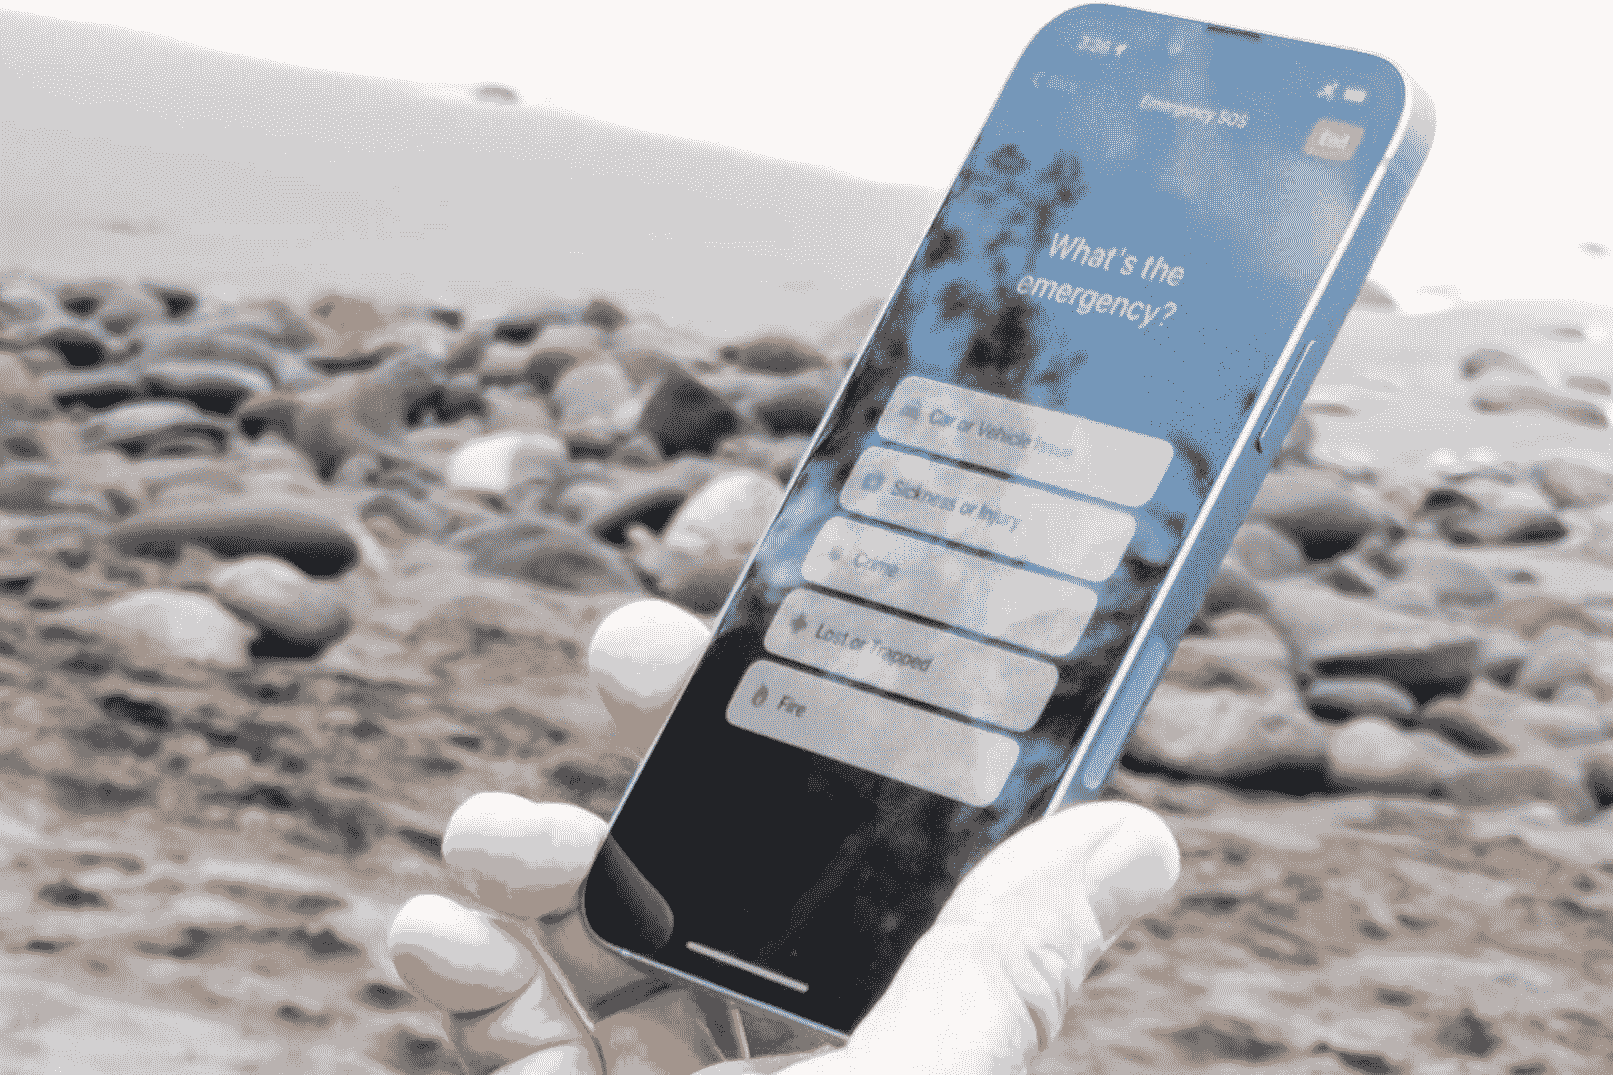 Emergency SOS
End
What's the
emergency?
Car or Vehicle Issue
Sickness or Injury
Crime
Lost or Trapped
Fire